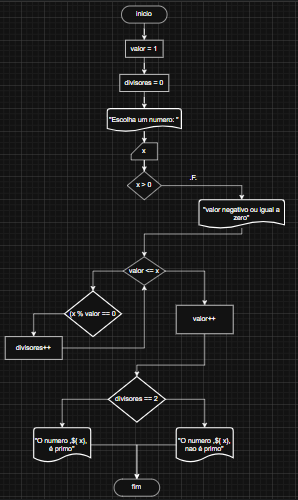 inicio
valor = 1
divisores = 0
"Escolha um numero: "
x
x > 0
.F.
"valor negativo ou igual a
zero"
valor <= x
(x % valor == 0
valor++
divisores++
divisores == 2
"O numero ,${ x},
é primo"
"O numero ,${ x},
nao é primo"
fim